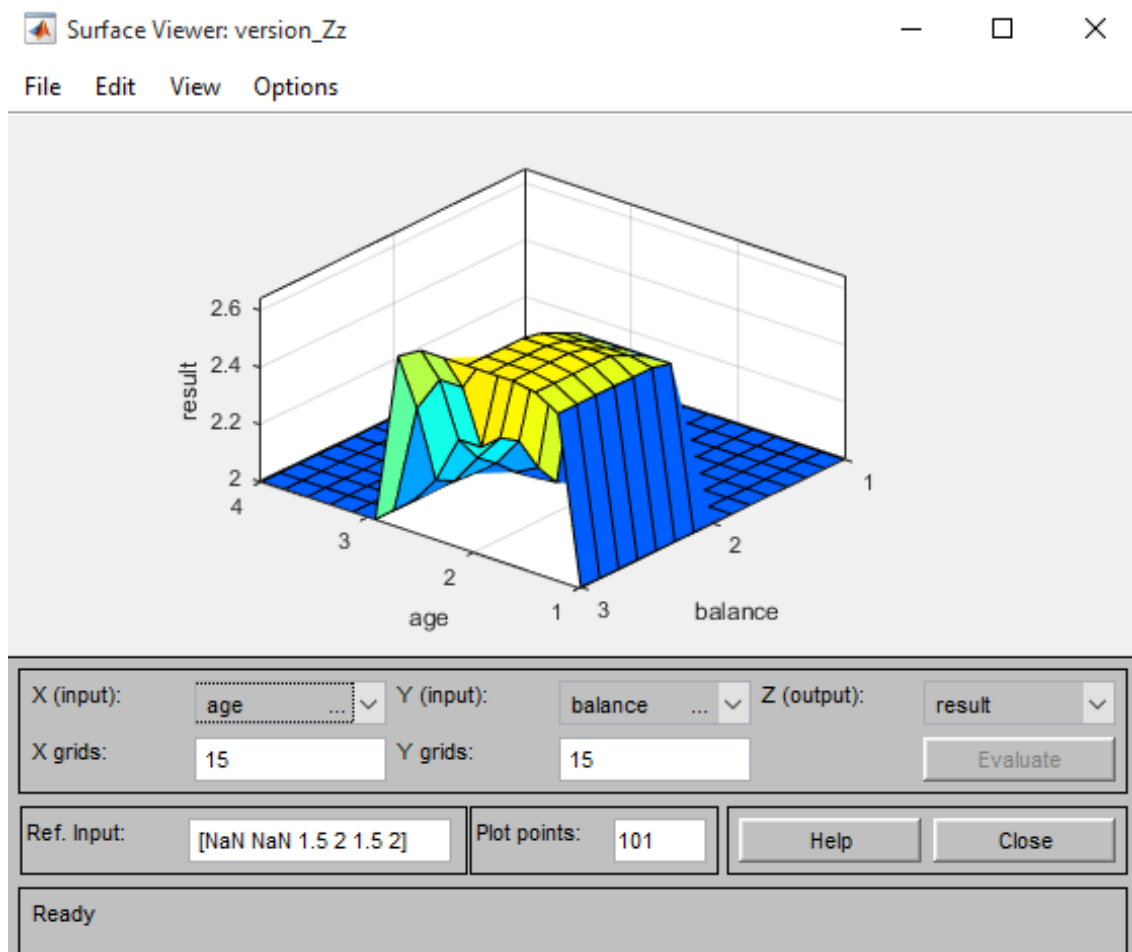 Surface Viewer: version_Zz
File Edit View Options
2.6
2.4
2.2
2
result
4
3
2
1
age
3
2
1
balance
X (input): age ... Y (input): balance ... Z (output): result
X grids: 15 Y grids: 15 Evaluate
Ref. Input: [NaN NaN 1.5 2 1.5 2] Plot points: 101 Help Close
Ready